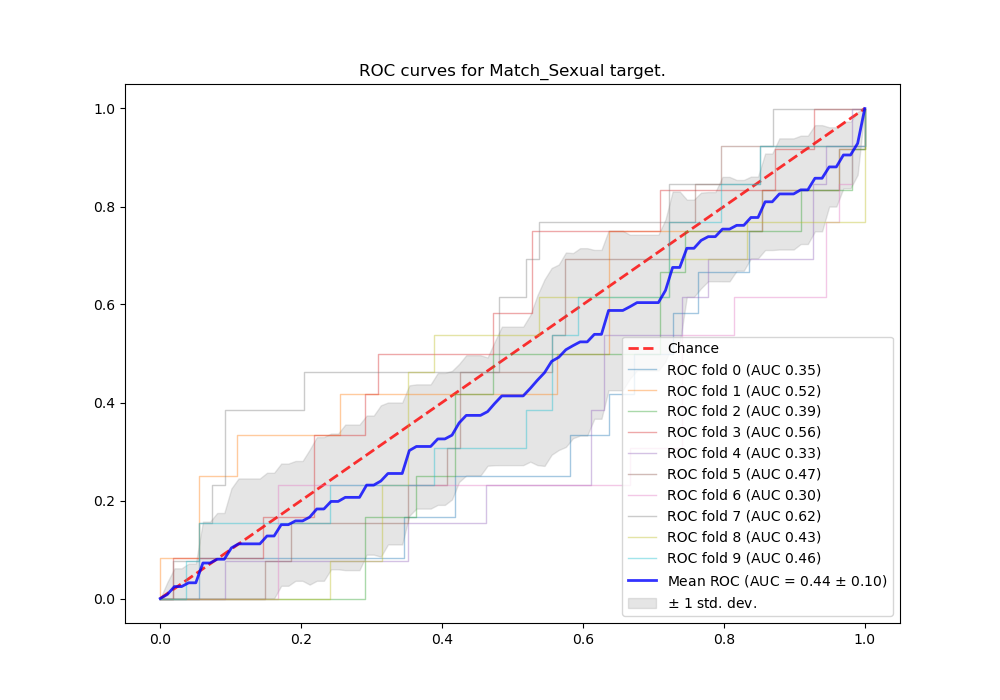 ROC curves for Match_Sexual target.
1.0
0.8
0.6
0.4
0.2
0.0
Chance
ROC fold 0 (AUC 0.35)
ROC fold 1 (AUC 0.52)
ROC fold 2 (AUC 0.39)
ROC fold 3 (AUC 0.56)
ROC fold 4 (AUC 0.33)
ROC fold 5 (AUC 0.47)
ROC fold 6 (AUC 0.30)
ROC fold 7 (AUC 0.62)
ROC fold 8 (AUC 0.43)
ROC fold 9 (AUC 0.46)
Mean ROC (AUC = 0.44 ± 0.10)
± 1 std. dev.
0.0 0.2 0.4 0.6 0.8 1.0